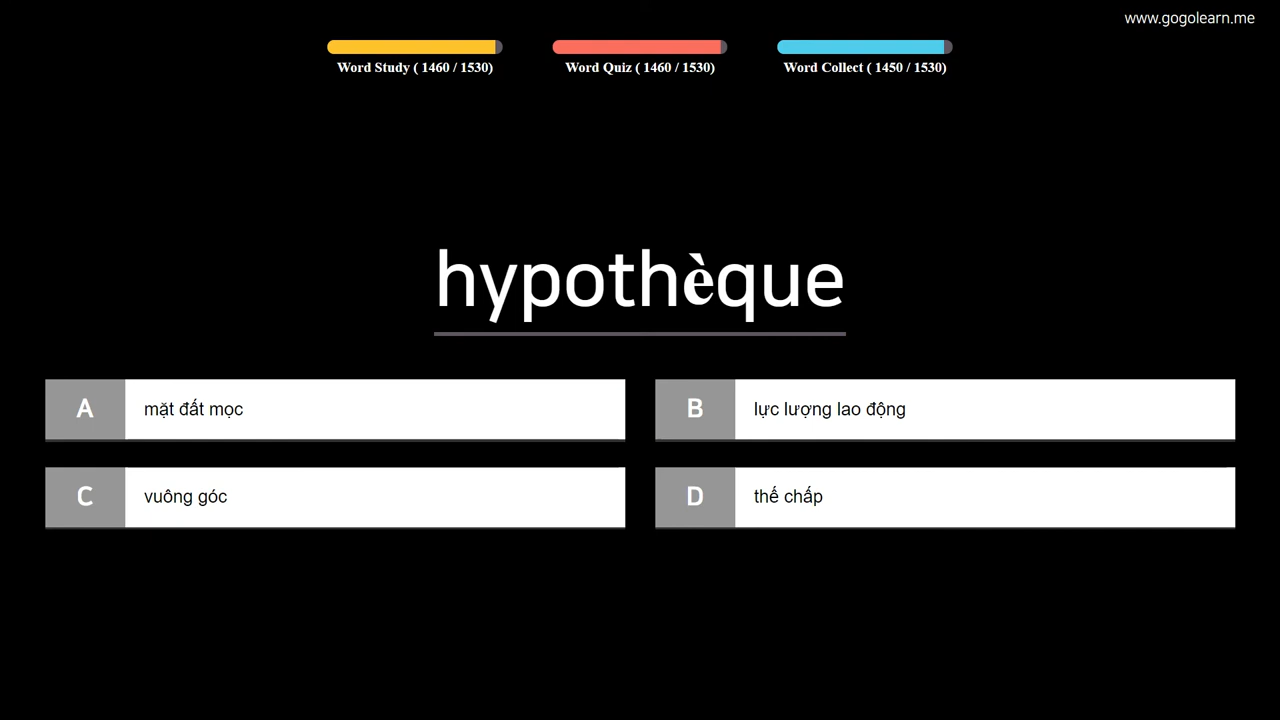 www.gogolearn.me
Word Study ( 1460 / 1530)
Word Quiz ( 1460 / 1530)
Word Collect ( 1450 / 1530)
hypothèque
A mặt đất mọc
B lực lượng lao động
C vuông góc
D thế chấp